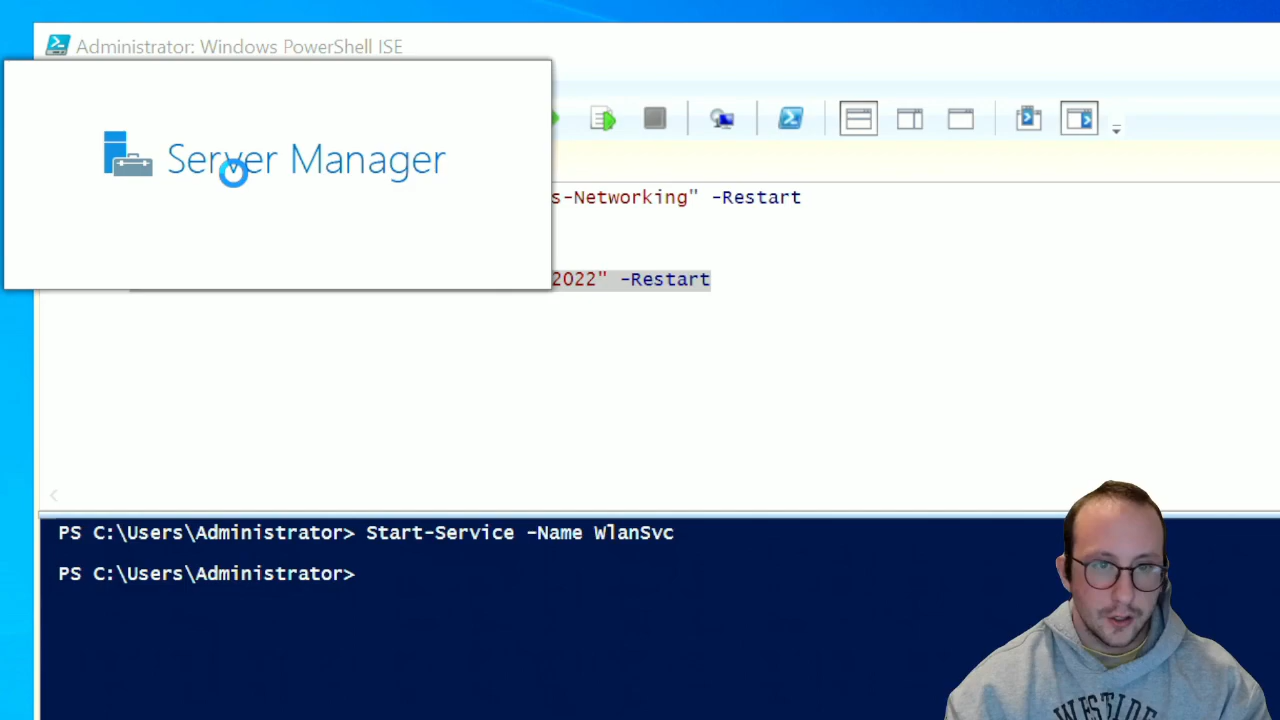 Administrator: Windows PowerShell ISE
Server Manager
s-Networking" -Restart
2022" -Restart
PS C:\Users\Administrator> Start-Service -Name WlanSvc
PS C:\Users\Administrator>
WESTSIDE